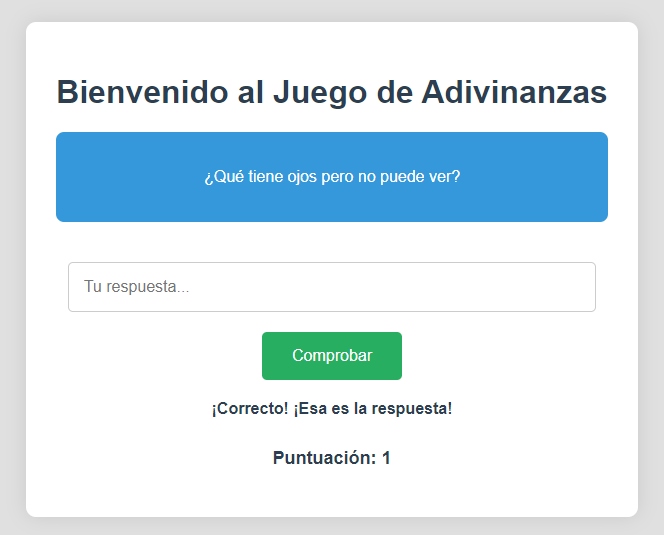 Bienvenido al Juego de Adivinanzas
¿Qué tiene ojos pero no puede ver?
Tu respuesta...
Comprobar
¡Correcto! ¡Esa es la respuesta!
Puntuación: 1